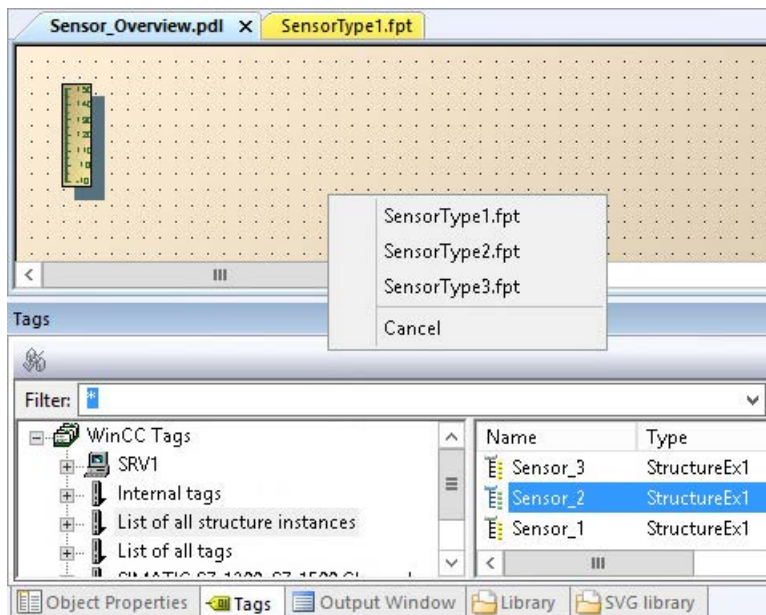 Sensor_Overview.pdl X SensorType1.fpt
SensorType1.fpt
SensorType2.fpt
SensorType3.fpt
Cancel
Tags
Filter: *
WinCC Tags
SRV1
Internal tags
List of all structure instances
List of all tags
Name Type
Sensor_3 StructureEx1
Sensor_2 StructureEx1
Sensor_1 StructureEx1
Object Properties Tags Output Window Library SVG library